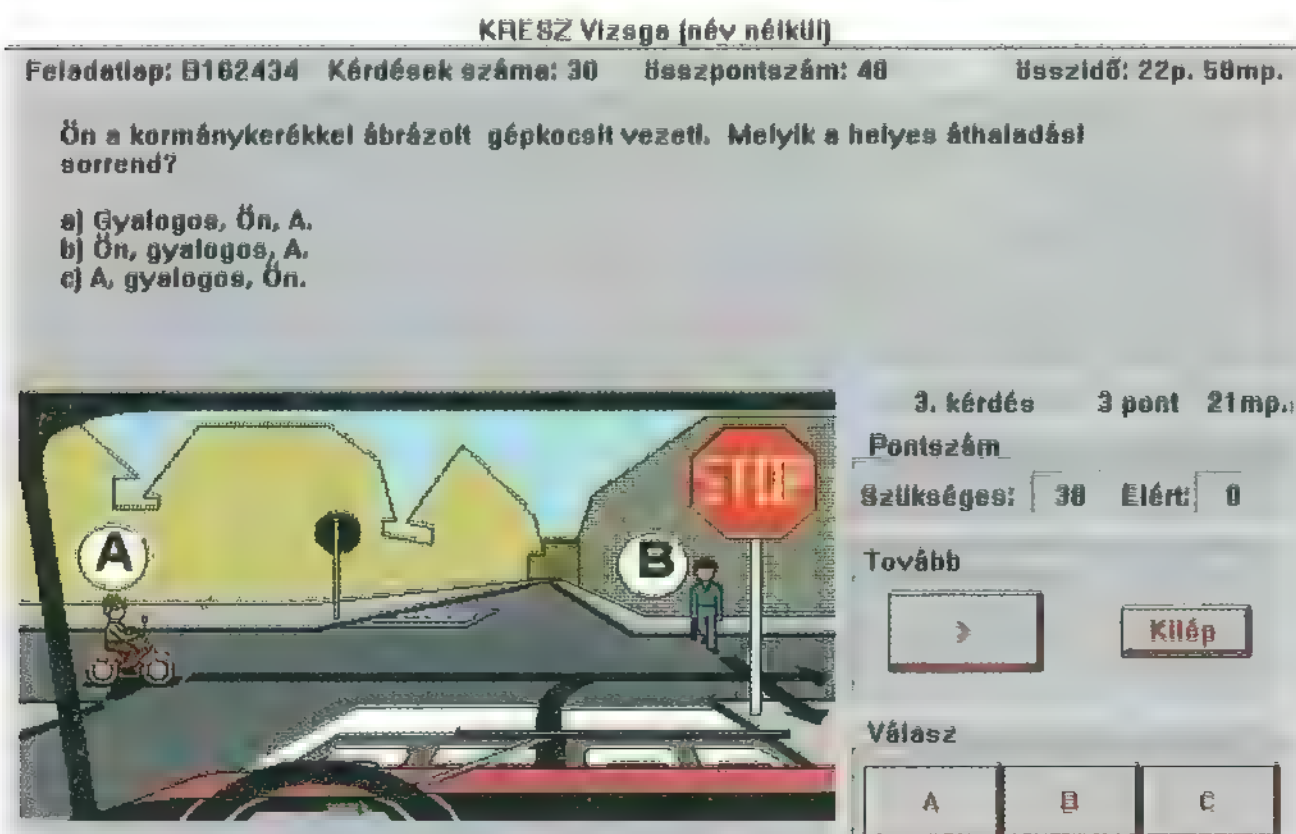 KRESZ Vizsga (név nélkül)
Feladatlap: B162434 Kérdések száma: 30 összpontszám: 48 összidő: 22p. 50mp.
Ön a kormánykerékkel ábrázolt gépkocsit vezeti. Melyik a helyes áthaladási
sorrend?
a) Gyalogos, Ön, A.
b) Ön, gyalogos, A.
c) A, gyalogos, Ön.
3. kérdés 3 pont 21mp.
Pontszám
Szükséges: 38 Elért: 0
A
B
STOP
Tovább
> Kilép
Válasz
A B C